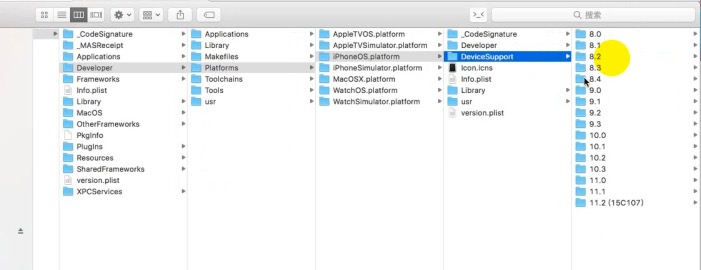 搜索
_CodeSignature
_MASReceipt
Applications
Developer
Frameworks
Info.plist
Library
MacOS
OtherFrameworks
PkgInfo
PlugIns
Resources
SharedFrameworks
version.plist
XPCServices
Applications
Library
Makefiles
Platforms
Toolchains
Tools
usr
AppleTVOS.platform
AppleTVSimulator.platform
iPhoneOS.platform
iPhoneSimulator.platform
MacOSX.platform
WatchOS.platform
WatchSimulator.platform
_CodeSignature
Developer
DeviceSupport
Icon.icns
Info.plist
Library
usr
version.plist
8.0
8.1
8.2
8.3
8.4
9.0
9.1
9.2
9.3
10.0
10.1
10.2
10.3
11.0
11.1
11.2 (15C107)